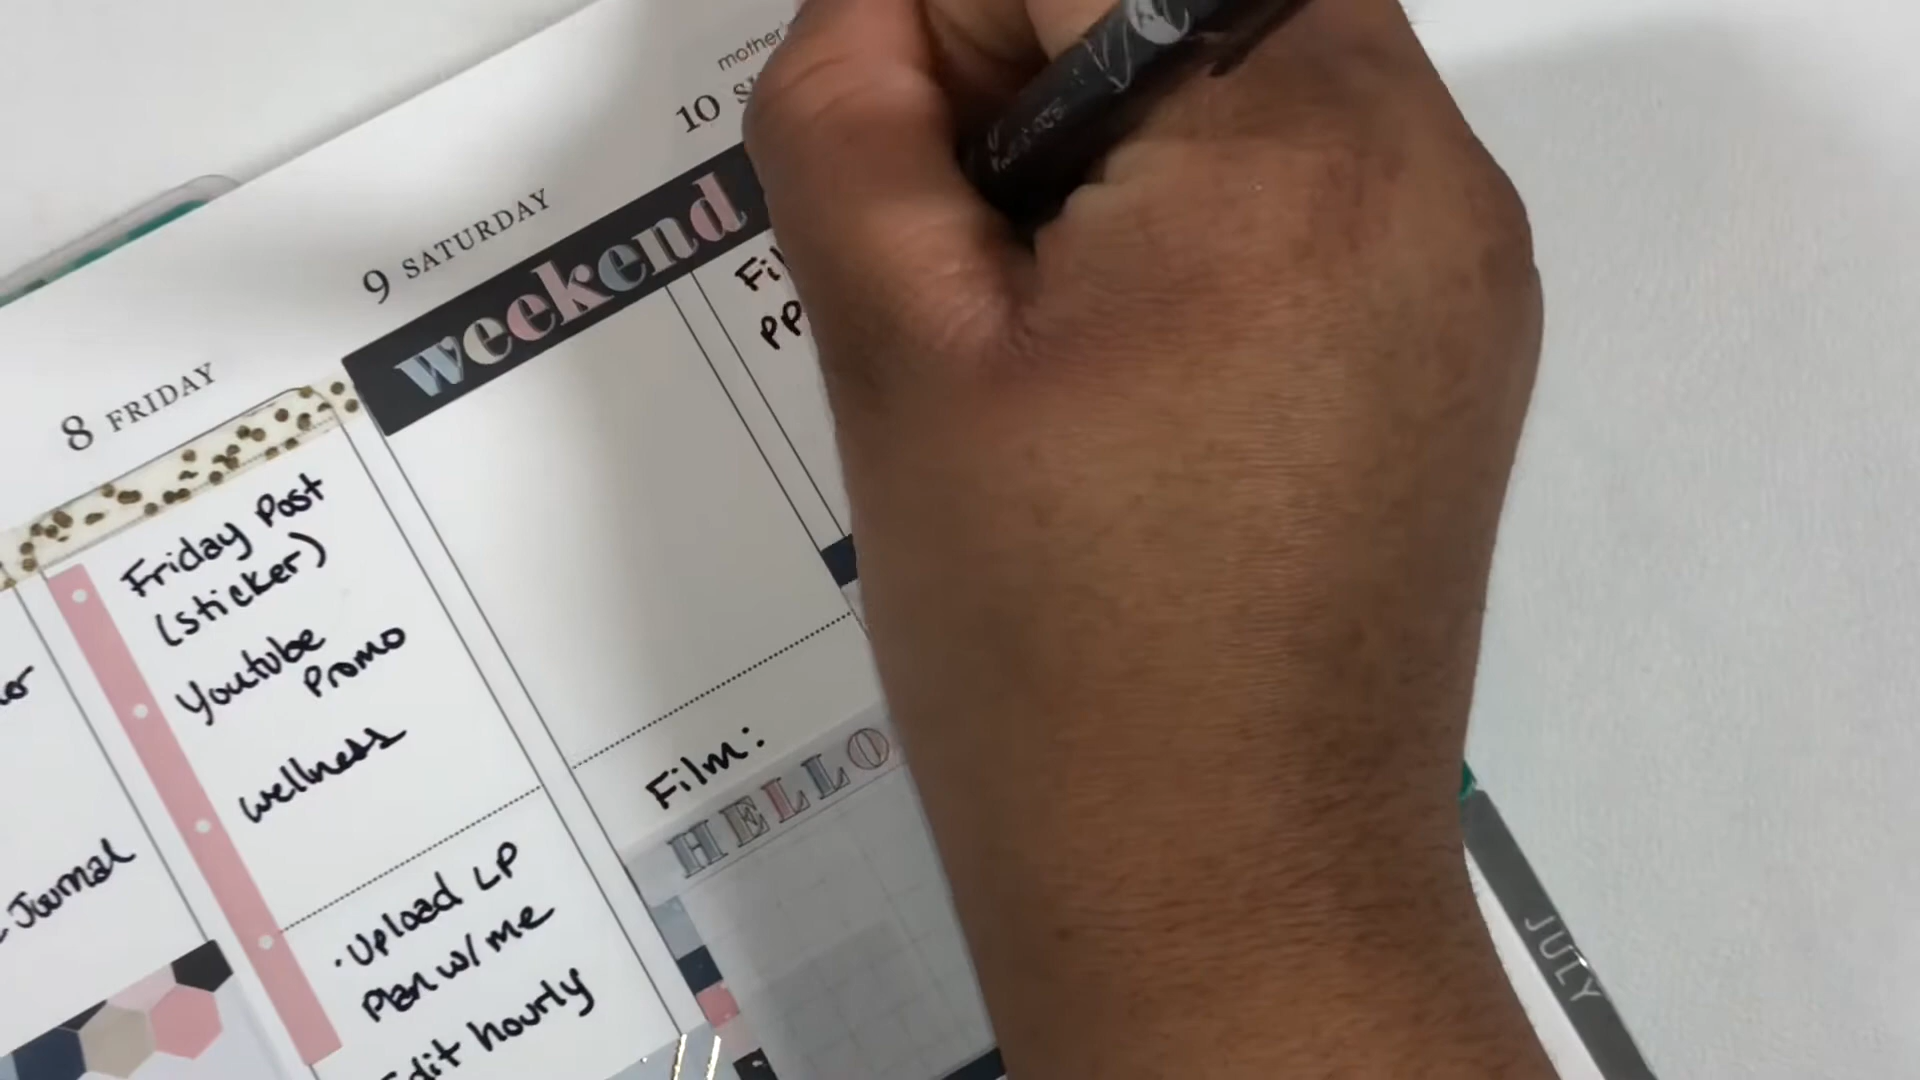 mother
10
9 SATURDAY
8 FRIDAY
weekend
Friday Post
(sticker)
Youtube
Promo
wellness
Journal
• Upload LP
Plan w/ me
Edit hourly
Film:
HELLO
JULY